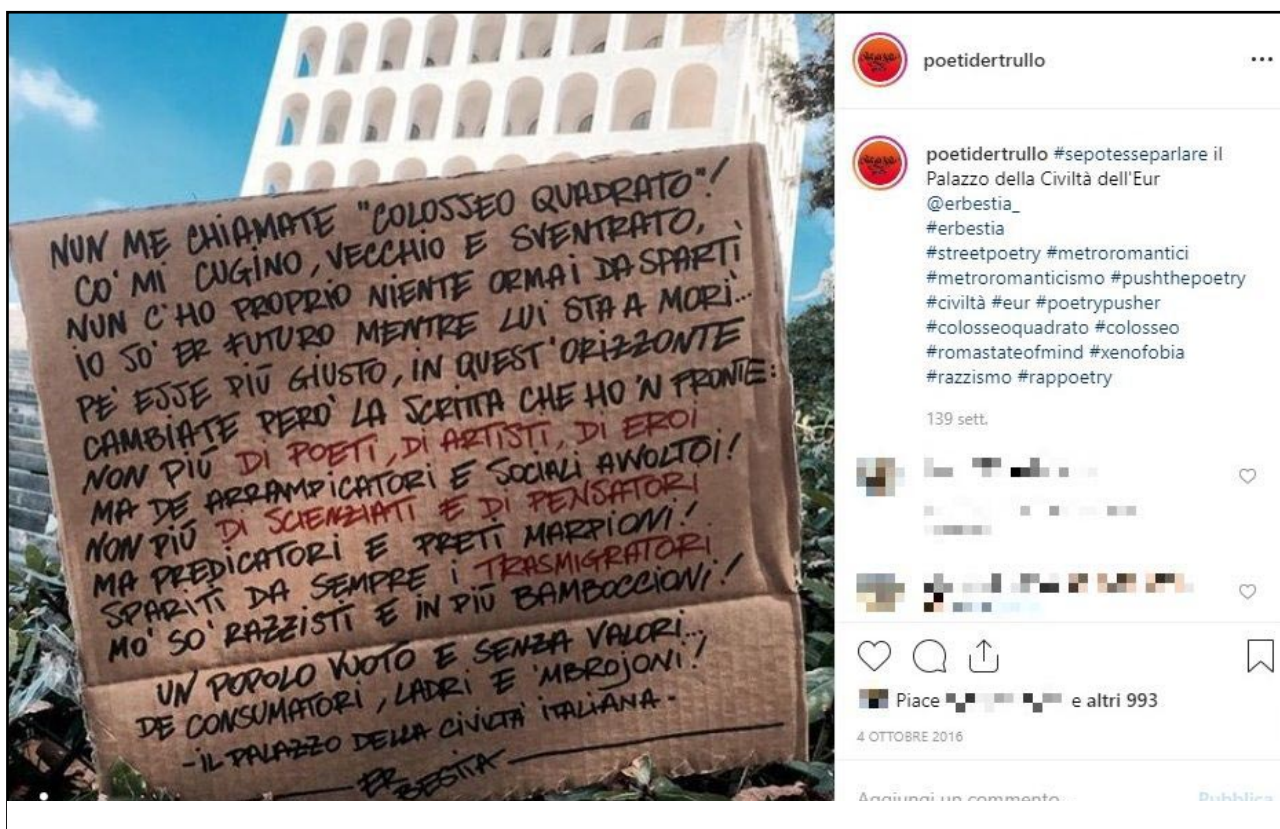 NUN ME CHIAMATE "COLOSSEO QUADRATO"!
CO' MI CUGINO, VECCHIO E SVENTRATO,
NUN C'HO PROPRIO NIENTE ORMAI DA SPARTÌ
IO SO' ER FUTURO MENTRE LUI STA A MORÌ...
PE' ESSE PIÙ GIUSTO, IN QUEST'ORIZZONTE
CAMBIATE PERO' LA SCRITTA CHE HO 'N FRONTE:
NON PIÙ DI POETI, DI ARTISTI, DI EROI
MA DE ARRAMPICATORI E SOCIALI AVVOLTOI!
NON PIÙ DI SCIENZIATI E DI PENSATORI
MA PREDICATORI E PRETI MARPIONI!
SPARITI DA SEMPRE I TRASMIGRATORI
MO' SO' RAZZISTI E IN PIÙ BAMBOCCIONI!
UN POPOLO VUOTO E SENZA VALORI...
DE CONSUMATORI, LADRI E 'MBROJONI!
- IL PALAZZO DELLA CIVILTÀ ITALIANA -
ER
BESTIA
poetidertrullo
poetidertrullo #sepotesseparlare il
Palazzo della Civiltà dell'Eur
@erbestia_
#erbestia
#streetpoetry #metroromantici
#metroromanticismo #pushthepoetry
#civiltà #eur #poetrypusher
#colosseoquadrato #colosseo
#romastateofmind #xenofobia
#razzismo #rappoetry
139 sett.
Piace e altri 993
4 OTTOBRE 2016
Aggiungi un commento
Pubblica